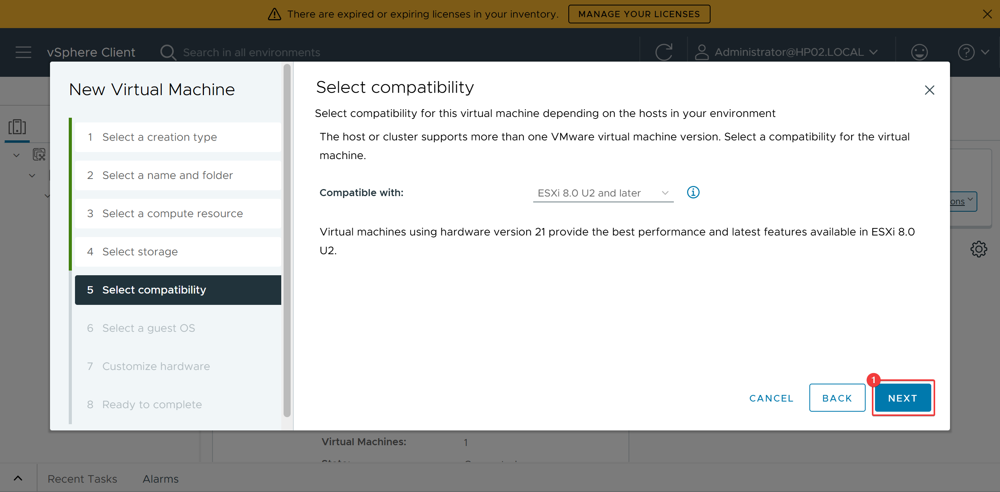 There are expired or expiring licenses in your inventory. MANAGE YOUR LICENSES
vSphere Client Search in all environments Administrator@HP02.LOCAL
New Virtual Machine
1 Select a creation type
2 Select a name and folder
3 Select a compute resource
4 Select storage
5 Select compatibility
6 Select a guest OS
7 Customize hardware
8 Ready to complete
Select compatibility
Select compatibility for this virtual machine depending on the hosts in your environment
The host or cluster supports more than one VMware virtual machine version. Select a compatibility for the virtual
machine.
Compatible with: ESXi 8.0 U2 and later
ons
Virtual machines using hardware version 21 provide the best performance and latest features available in ESXi 8.0
U2.
1
CANCEL BACK NEXT
Virtual Machines: 1
Recent Tasks Alarms